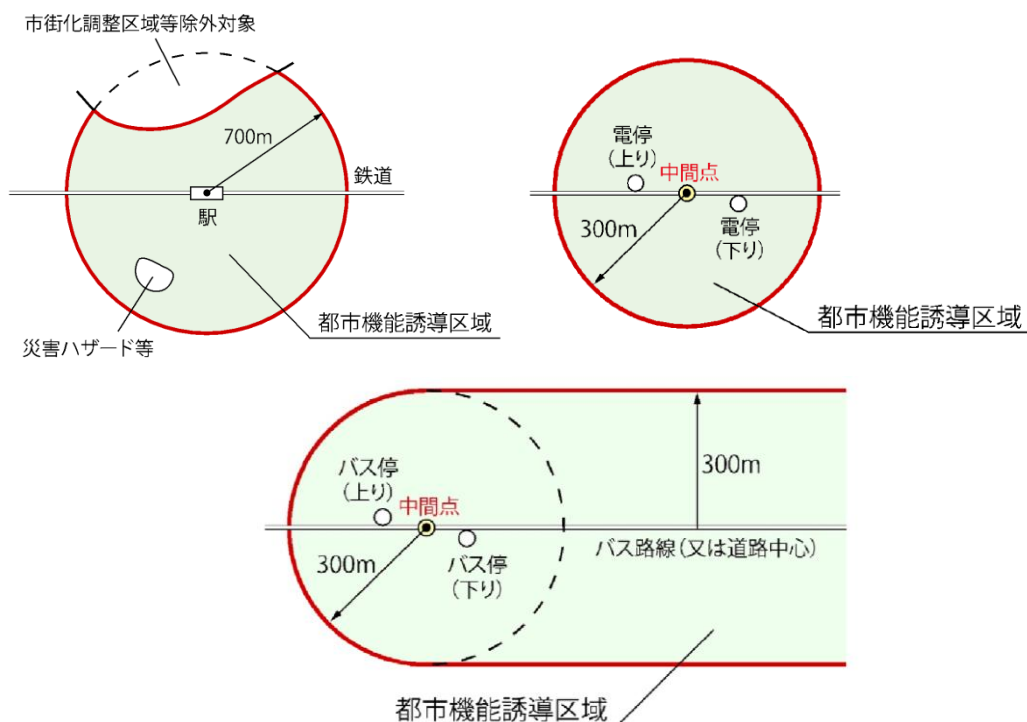 市街化調整区域等除外対象
700m
鉄道
駅
都市機能誘導区域
災害ハザード等
電停
(上り)
中間点
電停
(下り)
300m
都市機能誘導区域
バス停
(上り)
中間点
バス停
(下り)
300m
300m
バス路線(又は道路中心)
都市機能誘導区域